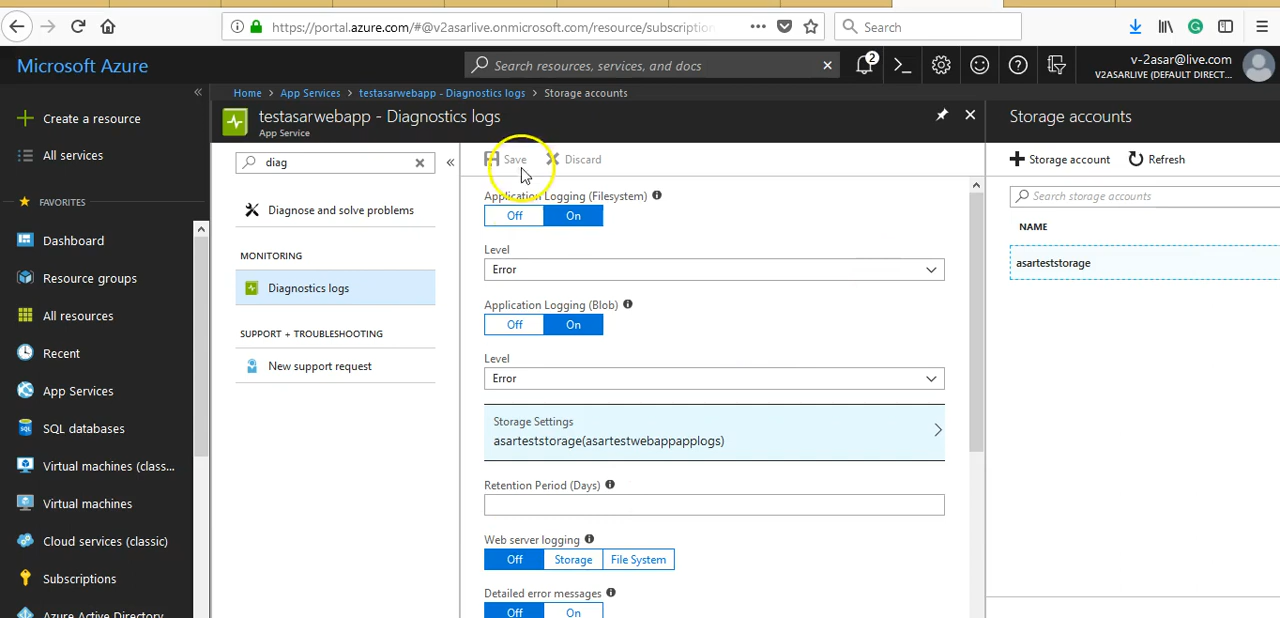 https://portal.azure.com/#@v2asarlive.onmicrosoft.com/resource/subscription
Search
Microsoft Azure
Search resources, services, and docs
2
v-2asar@live.com
V2ASARLIVE (DEFAULT DIRECT...
Create a resource
All services
FAVORITES
Dashboard
Resource groups
All resources
Recent
App Services
SQL databases
Virtual machines (classi...
Virtual machines
Cloud services (classic)
Subscriptions
Azure Active Directory
Home > App Services > testasarwebapp - Diagnostics logs > Storage accounts
testasarwebapp - Diagnostics logs
App Service
diag
Diagnose and solve problems
MONITORING
Diagnostics logs
SUPPORT + TROUBLESHOOTING
New support request
Save Discard
Application Logging (Filesystem)
Off On
Level
Error
Application Logging (Blob)
Off On
Level
Error
Storage Settings
asarteststorage(asartestwebappapplogs)
Retention Period (Days)
Web server logging
Off Storage File System
Detailed error messages
Off On
Storage accounts
Storage account Refresh
Search storage accounts
NAME
asarteststorage